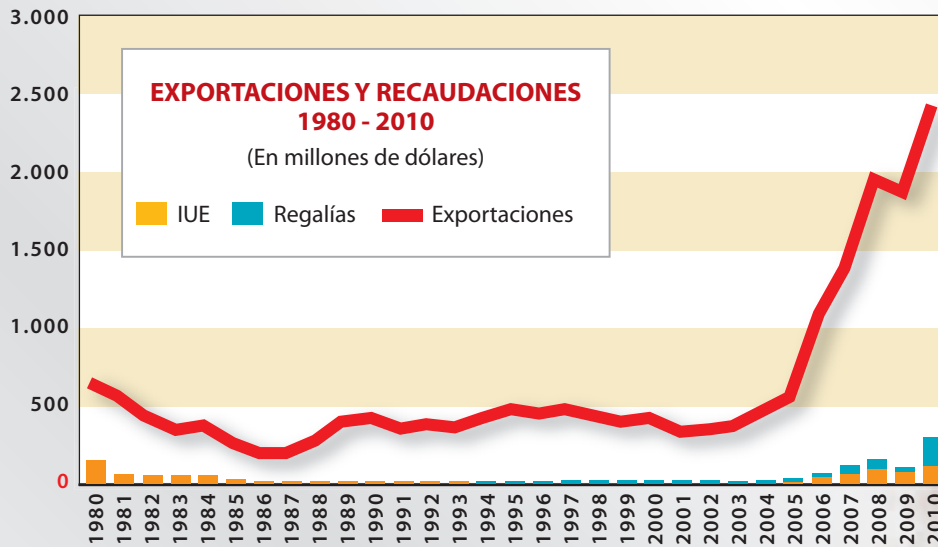 3.000
2.500
2.000
1.500
1.000
500
0
EXPORTACIONES Y RECAUDACIONES
1980 - 2010
(En millones de dólares)
IUE Regalías Exportaciones
1980 1981 1982 1983 1984 1985 1986 1987 1988 1989 1990 1991 1992 1993 1994 1995 1996 1997 1998 1999 2000 2001 2002 2003 2004 2005 2006 2007 2008 2009 2010